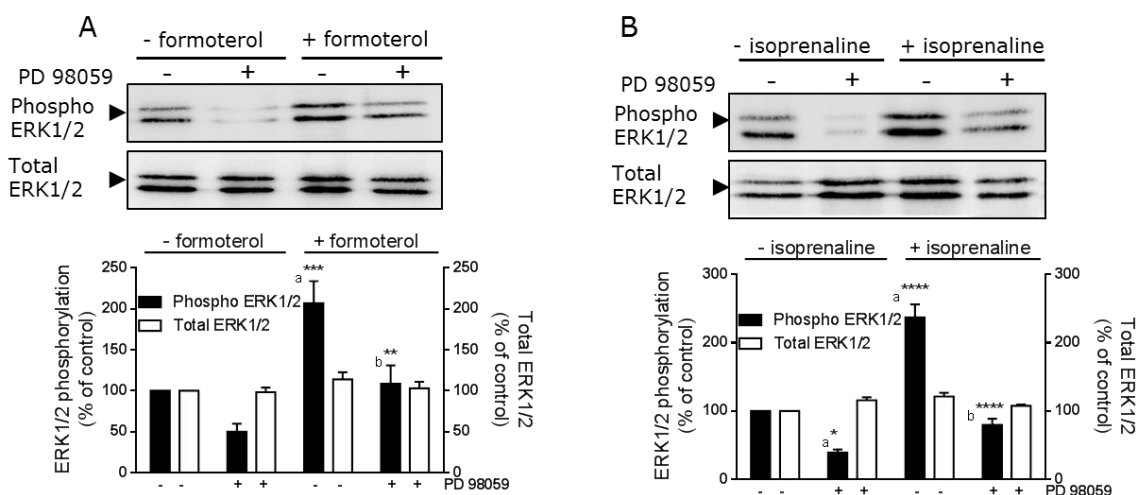 A
- formoterol + formoterol
PD 98059 - + - +
Phospho
ERK1/2
Total
ERK1/2
- formoterol + formoterol
250
200
150
100
50
0
ERK1/2 phosphorylation
(% of control)
Phospho ERK1/2
Total ERK1/2
a ***
b **
250
200
150
100
50
0
Total ERK1/2
(% of control)
- - + + - - + + PD 98059
B
- isoprenaline + isoprenaline
PD 98059 - + - +
Phospho
ERK1/2
Total
ERK1/2
- isoprenaline + isoprenaline
300
200
100
0
ERK1/2 phosphorylation
(% of control)
Phospho ERK1/2
Total ERK1/2
a *
a ****
b ****
300
200
100
0
Total ERK1/2
(% of control)
- - + + - - + + PD 98059